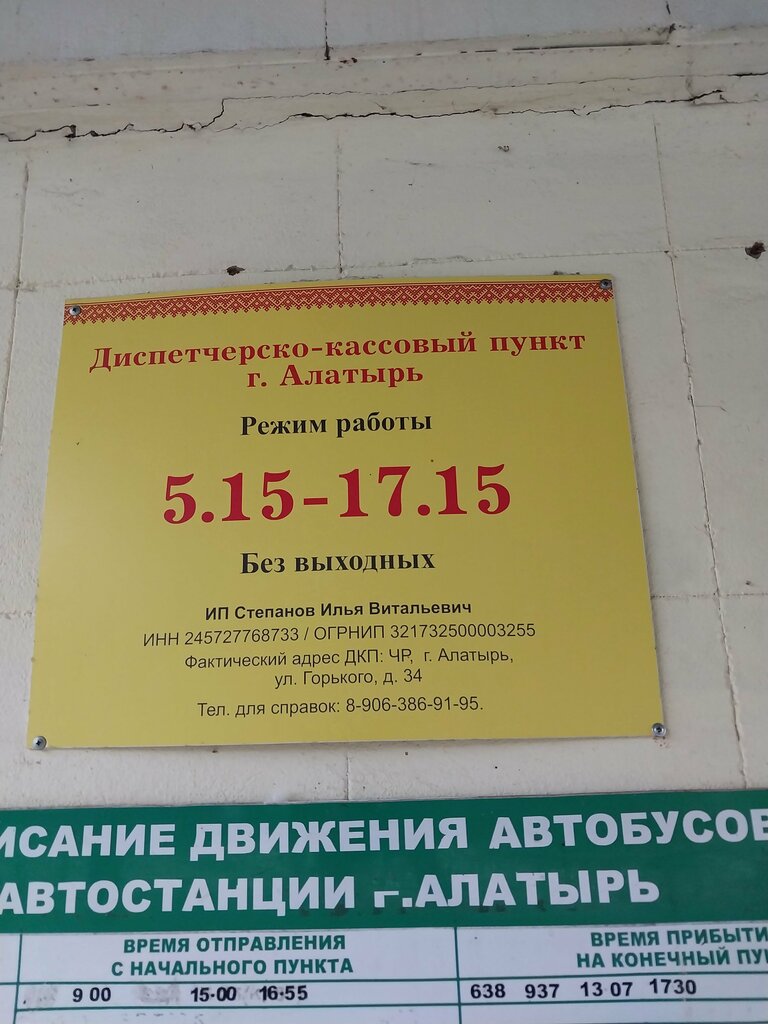 Диспетчерско-кассовый пункт
г. Алатырь
Режим работы
5.15-17.15
Без выходных
ИП Степанов Илья Витальевич
ИНН 245727768733 / ОГРНИП 321732500003255
Фактический адрес ДКП: ЧР, г. Алатырь,
ул. Горького, д. 34
Тел. для справок: 8-906-386-91-95.
ИСАНИЕ ДВИЖЕНИЯ АВТОБУСОВ
АВТОСТАНЦИИ г.АЛАТЫРЬ
ВРЕМЯ ОТПРАВЛЕНИЯ
С НАЧАЛЬНОГО ПУНКТА
ВРЕМЯ ПРИБЫТИ
НА КОНЕЧНЫЙ ПУ
9 00 15-00 16-55
638 937 13 07 1730